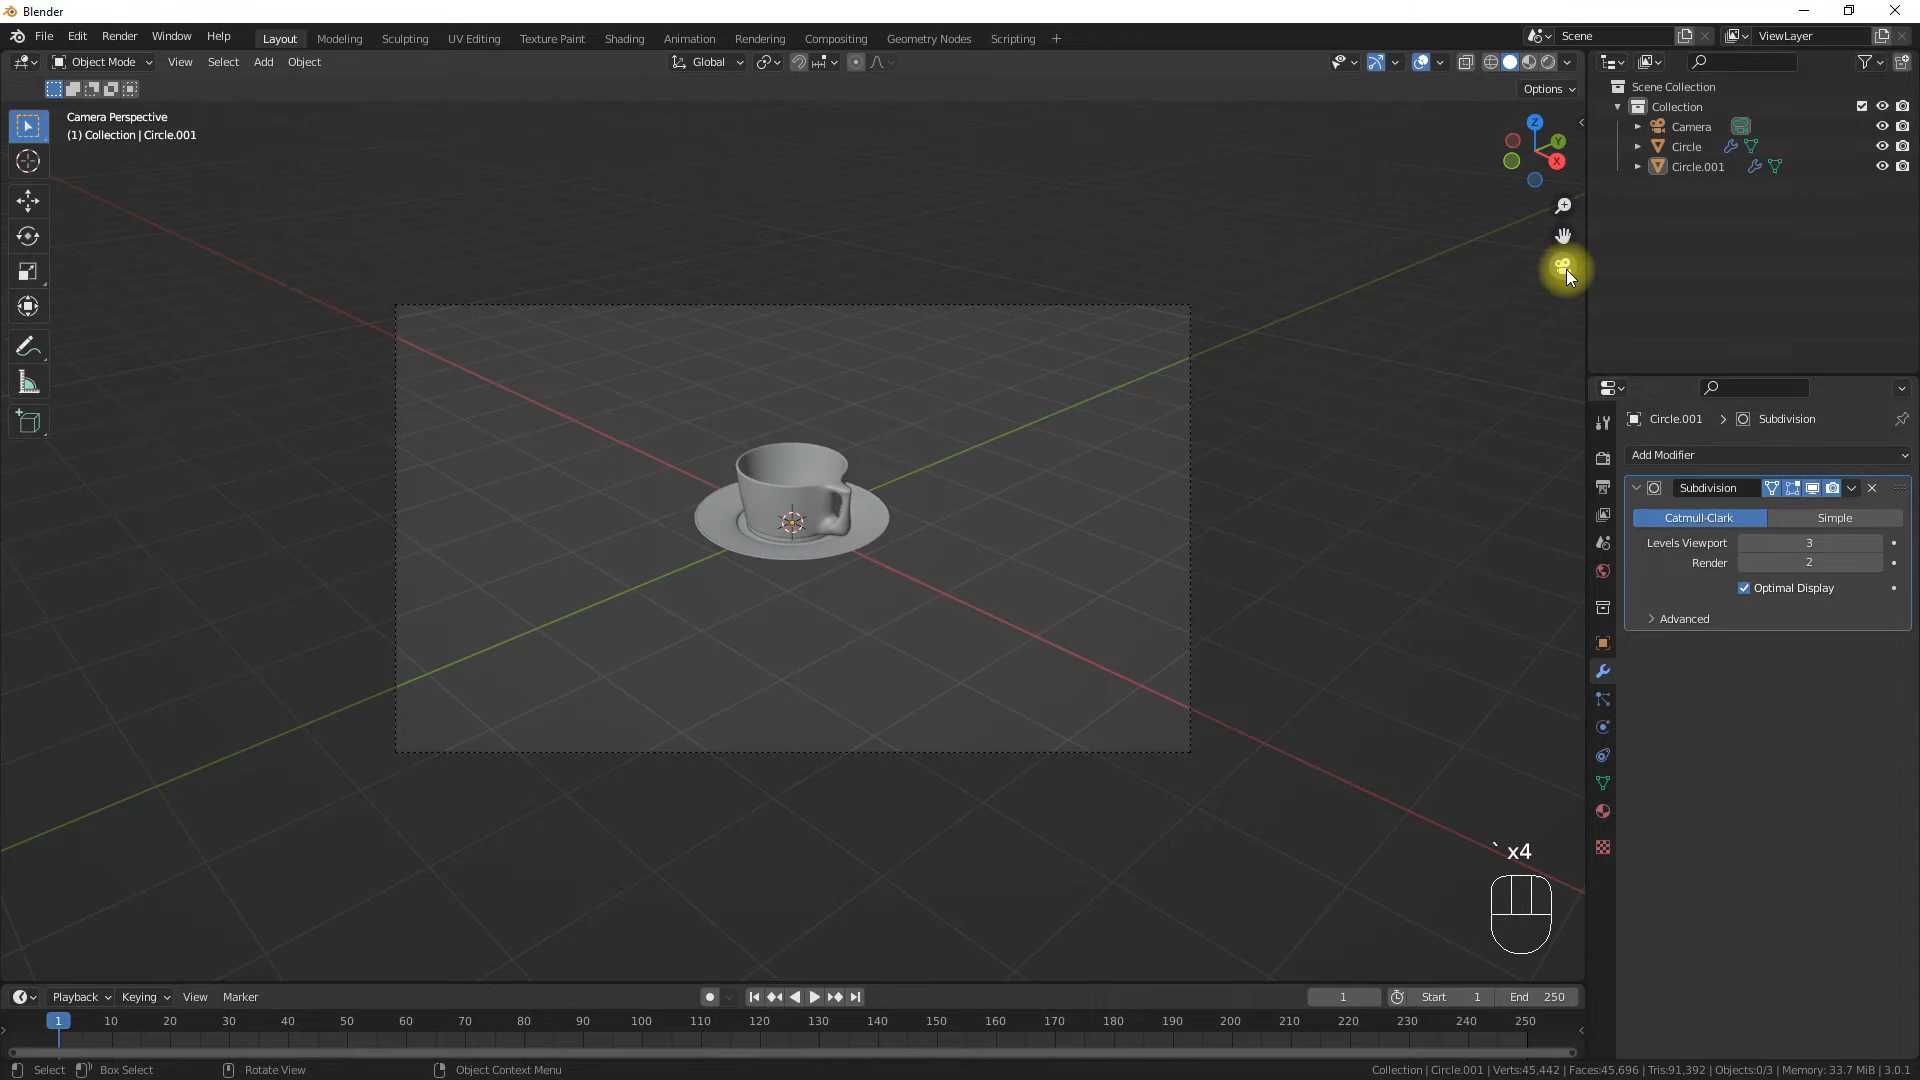 Blender
File Edit Render Window Help
Layout Modeling Sculpting UV Editing Texture Paint Shading Animation Rendering Compositing Geometry Nodes Scripting +
Scene
ViewLayer
Object Mode View Select Add Object
Global
Options
Camera Perspective
(1) Collection | Circle.001
Z
Y
X
Scene Collection
Collection
Camera
Circle
Circle.001
Circle.001 > Subdivision
Add Modifier
Subdivision
Catmull-Clark Simple
Levels Viewport 3
Render 2
Optimal Display
Advanced
` x4
Playback Keying View Marker
1 Start 1 End 250
1 10 20 30 40 50 60 70 80 90 100 110 120 130 140 150 160 170 180 190 200 210 220 230 240 250
Select Box Select Rotate View Object Context Menu
Collection | Circle.001 | Verts:45,442 | Faces:45,696 | Tris:91,392 | Objects:0/3 | Memory: 33.7 MiB | 3.0.1